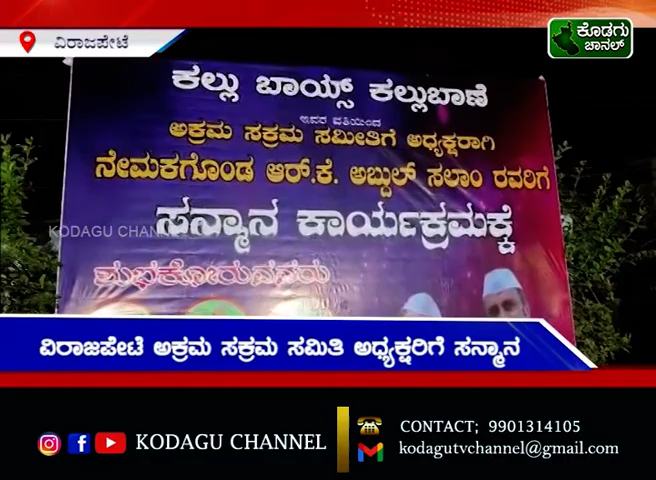 ವಿರಾಜಪೇಟೆ
ಕೊಡಗು
ಚಾನಲ್
ಕಲ್ಲು ಬಾಯ್ಸ್ ಕಲ್ಲುಬಾಣೆ
ಇವರ ವತಿಯಿಂದ
ಅಕ್ರಮ ಸಕ್ರಮ ಸಮೀತಿಗೆ ಅಧ್ಯಕ್ಷರಾಗಿ
ನೇಮಕಗೊಂಡ ಆರ್.ಕೆ. ಅಬ್ದುಲ್ ಸಲಾಂ ರವರಿಗೆ
ಸನ್ಮಾನ ಕಾರ್ಯಕ್ರಮಕ್ಕೆ
KODAGU CHANNEL
ಶುಭಕೋರುವವರು
ವಿರಾಜಪೇಟೆ ಅಕ್ರಮ ಸಕ್ರಮ ಸಮಿತಿ ಅಧ್ಯಕ್ಷರಿಗೆ ಸನ್ಮಾನ
KODAGU CHANNEL
CONTACT; 9901314105
kodagutvchannel@gmail.com